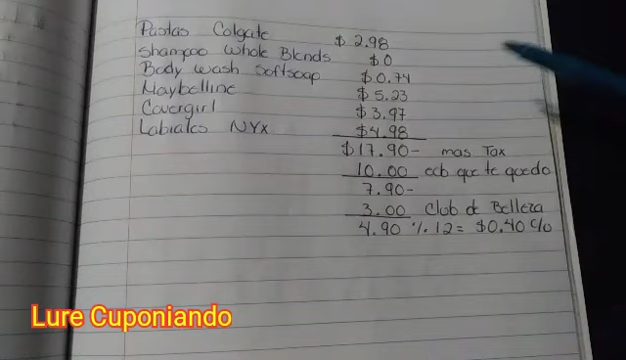 Pastas Colgate $ 2.98
Shampoo Whole Blends $0
Body wash Softsoap $0.74
Maybelline $ 5.23
Covergirl $ 3.97
Labiales NYX $4.98
$17.90- mas Tax
10.00 ecb que te quedo
7.90-
3.00 Club de Belleza
4.90 % 12 = $0.40 c/o
Lure Cuponiando